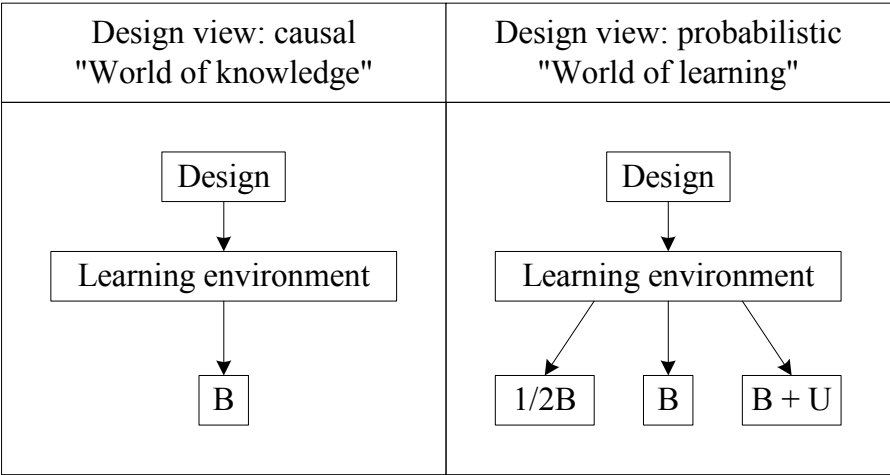 Design view: causal
"World of knowledge"
Design view: probabilistic
"World of learning"
Design
Learning environment
B
Design
Learning environment
1/2B
B
B + U